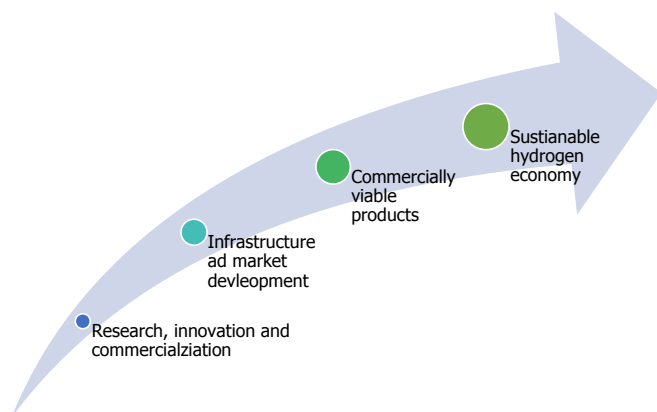 Sustianable
hydrogen
economy
Commercially
viable
products
Infrastructure
ad market
devleopment
Research, innovation and
commercialziation